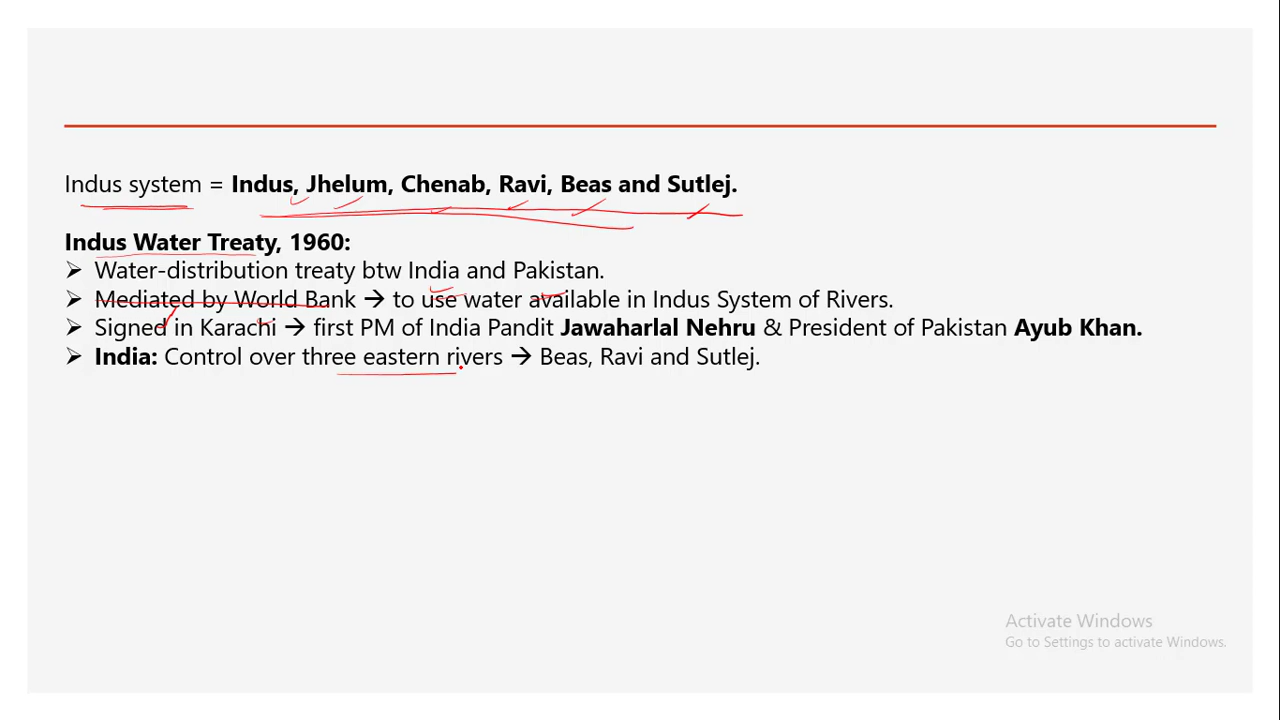 Indus system = Indus, Jhelum, Chenab, Ravi, Beas and Sutlej.
Indus Water Treaty, 1960:
➢ Water-distribution treaty btw India and Pakistan.
➢ Mediated by World Bank → to use water available in Indus System of Rivers.
➢ Signed in Karachi → first PM of India Pandit Jawaharlal Nehru & President of Pakistan Ayub Khan.
➢ India: Control over three eastern rivers → Beas, Ravi and Sutlej.
Activate Windows
Go to Settings to activate Windows.